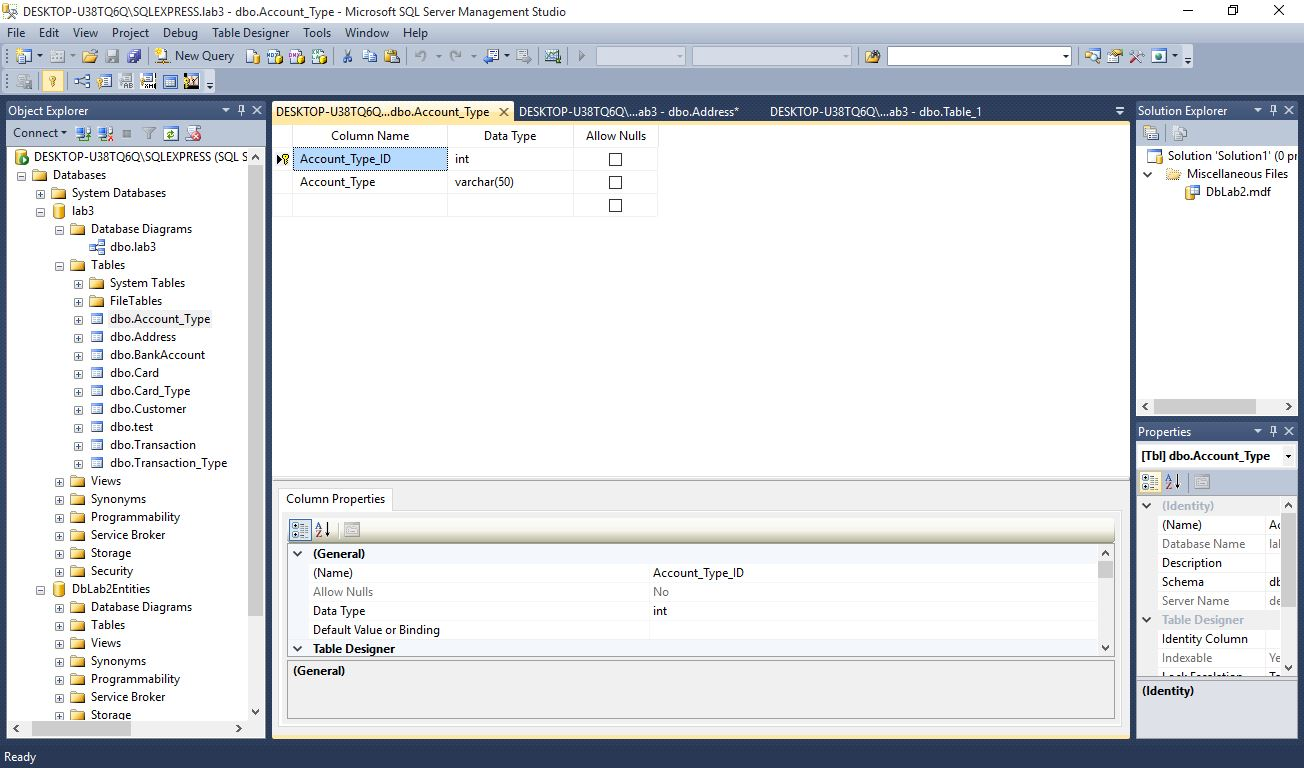 DESKTOP-U38TQ6Q\SQLEXPRESS.lab3 - dbo.Account_Type - Microsoft SQL Server Management Studio
File Edit View Project Debug Table Designer Tools Window Help
New Query
Object Explorer
Connect
DESKTOP-U38TQ6Q\SQLEXPRESS (SQL S
Databases
System Databases
lab3
Database Diagrams
dbo.lab3
Tables
System Tables
FileTables
dbo.Account_Type
dbo.Address
dbo.BankAccount
dbo.Card
dbo.Card_Type
dbo.Customer
dbo.test
dbo.Transaction
dbo.Transaction_Type
Views
Synonyms
Programmability
Service Broker
Storage
Security
DbLab2Entities
Database Diagrams
Tables
Views
Synonyms
Programmability
Service Broker
Storage
DESKTOP-U38TQ6Q...dbo.Account_Type DESKTOP-U38TQ6Q\...ab3 - dbo.Address* DESKTOP-U38TQ6Q\...ab3 - dbo.Table_1
Column Name Data Type Allow Nulls
Account_Type_ID int
Account_Type varchar(50)
Column Properties
(General)
(Name) Account_Type_ID
Allow Nulls No
Data Type int
Default Value or Binding
Table Designer
(General)
Solution Explorer
Solution 'Solution1' (0 pr
Miscellaneous Files
DbLab2.mdf
Properties
[Tbl] dbo.Account_Type
(Identity)
(Name) Ac
Database Name lal
Description
Schema db
Server Name de
Table Designer
Identity Column
Indexable Ye
(Identity)
Ready